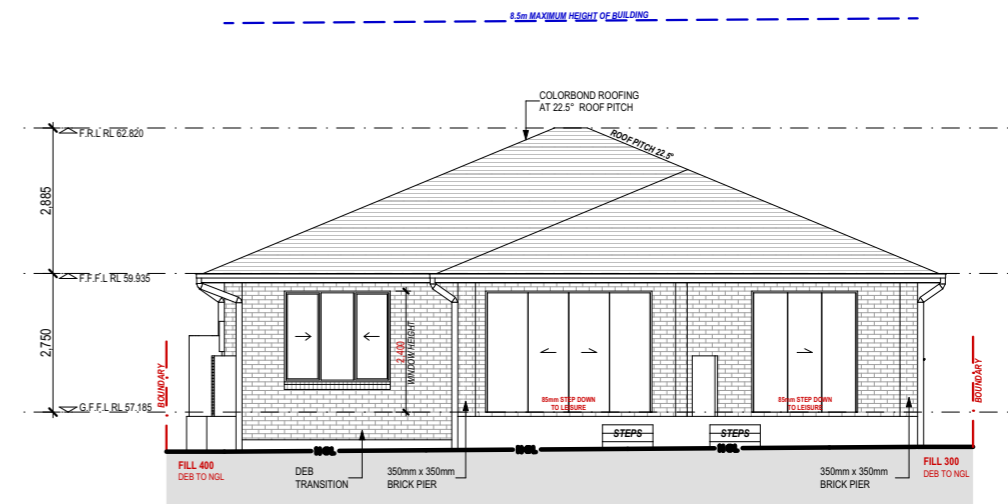 8.5m MAXIMUM HEIGHT OF BUILDING
COLORBOND ROOFING
AT 22.5° ROOF PITCH
F.R.L RL 62.820
ROOF PITCH 22.5°
2,885
F.F.F.L RL 59.935
2,750
2,400
WINDOW HEIGHT
BOUNDARY
BOUNDARY
85mm STEP DOWN
TO LEISURE
85mm STEP DOWN
TO LEISURE
G.F.F.L RL 57.185
STEPS
STEPS
NGL
NGL
NGL
FILL 400
DEB TO NGL
DEB
TRANSITION
350mm x 350mm
BRICK PIER
350mm x 350mm
BRICK PIER
FILL 300
DEB TO NGL